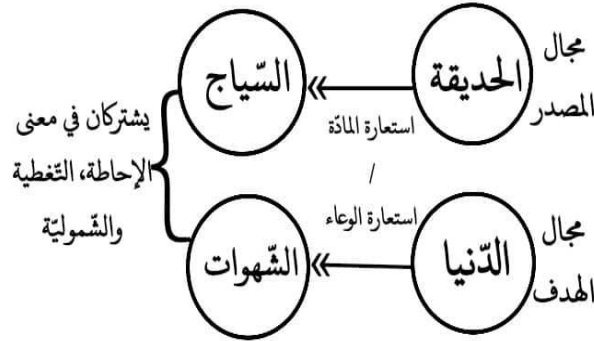 مجال
المصدر
الحديقة
السّياج
استعارة المادّة
/
استعارة الوعاء
يشتركان في معنى
الإحاطة، التّغطية
والشّموليّة
مجال
الهدف
الدّنيا
الشّهوات